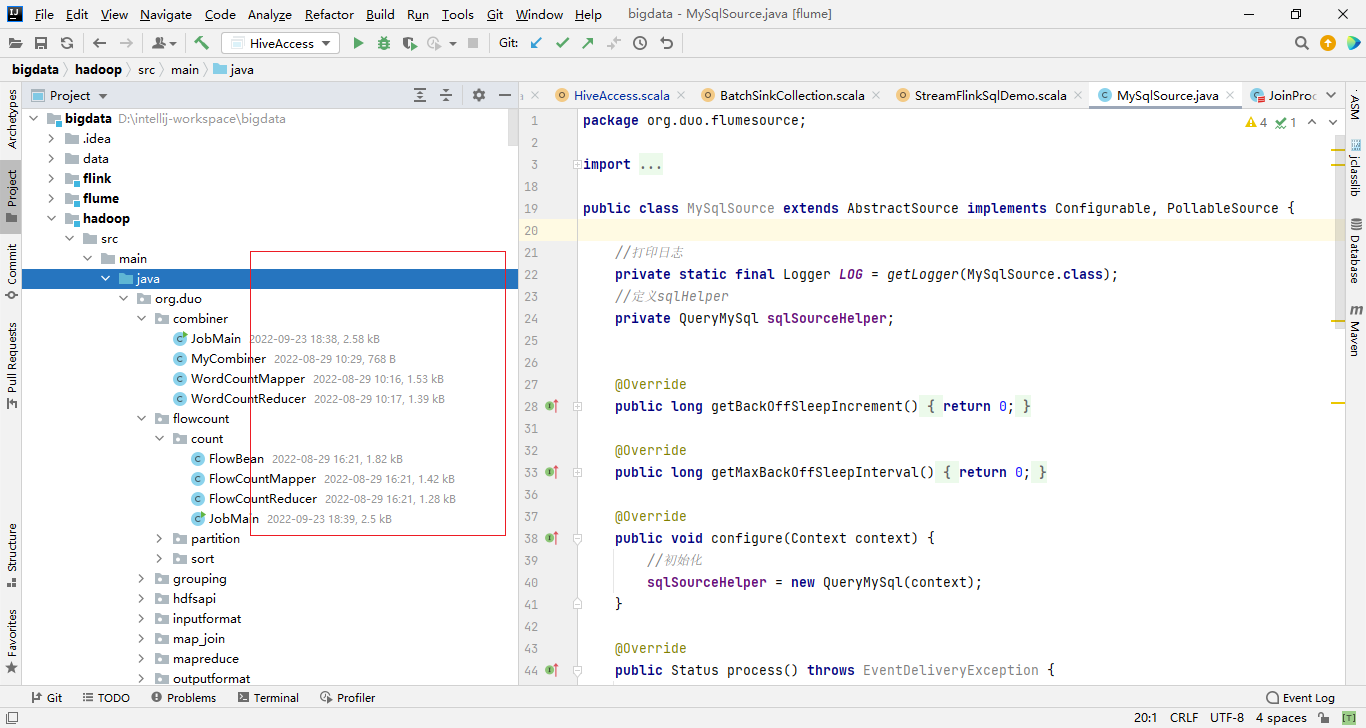 File Edit View Navigate Code Analyze Refactor Build Run Tools Git Window Help bigdata - MySqlSource.java [flume]
HiveAccess Git:
bigdata hadoop src main java
Project
HiveAccess.scala BatchSinkCollection.scala StreamFlinkSqlDemo.scala MySqlSource.java JoinProc
Archetypes
Project
Commit
Pull Requests
Structure
Favorites
bigdata D:\intellij-workspace\bigdata
.idea
data
flink
flume
hadoop
src
main
java
org.duo
combiner
JobMain 2022-09-23 18:38, 2.58 kB
MyCombiner 2022-08-29 10:29, 768 B
WordCountMapper 2022-08-29 10:16, 1.53 kB
WordCountReducer 2022-08-29 10:17, 1.39 kB
flowcount
count
FlowBean 2022-08-29 16:21, 1.82 kB
FlowCountMapper 2022-08-29 16:21, 1.42 kB
FlowCountReducer 2022-08-29 16:21, 1.28 kB
JobMain 2022-09-23 18:39, 2.5 kB
partition
sort
grouping
hdfsapi
inputformat
map_join
mapreduce
outputformat
1 package org.duo.flumesource;
4 1
2
3 import ...
18
19 public class MySqlSource extends AbstractSource implements Configurable, PollableSource {
20
21 //打印日志
22 private static final Logger LOG = getLogger(MySqlSource.class);
23 //定义sqlHelper
24 private QueryMySql sqlSourceHelper;
25
26
27 @Override
28 public long getBackOffSleepIncrement() { return 0; }
31
32 @Override
33 public long getMaxBackOffSleepInterval() { return 0; }
36
37 @Override
38 public void configure(Context context) {
39 //初始化
40 sqlSourceHelper = new QueryMySql(context);
41 }
42
43 @Override
44 public Status process() throws EventDeliveryException {
ASM
jclasslib
Database
Maven
Git TODO Problems Terminal Profiler Event Log
20:1 CRLF UTF-8 4 spaces [T]